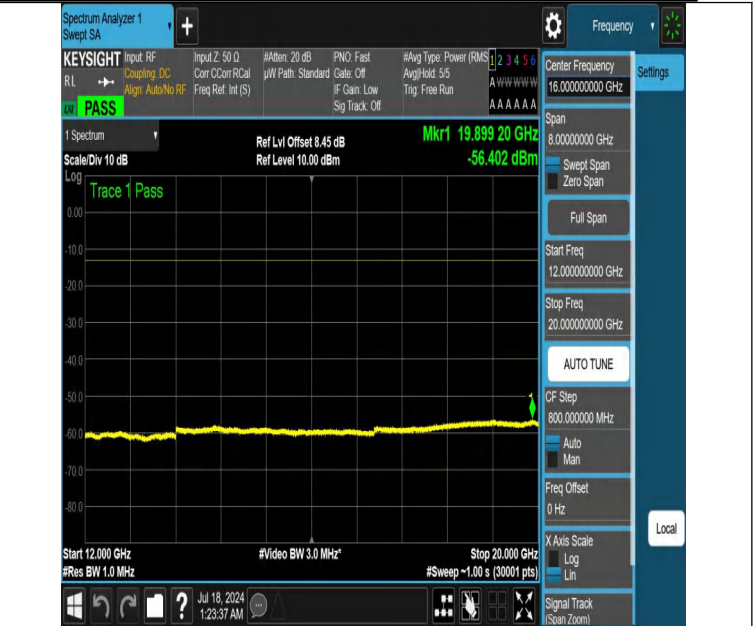 Spectrum Analyzer 1
Swept SA
+
Frequency
KEYSIGHT
Input: RF
Coupling: DC
Align: Auto/No RF
Input Z: 50 Ω
Corr CCorr RCal
Freq Ref: Int (S)
#Atten: 20 dB
µW Path: Standard
PNO: Fast
Gate: Off
IF Gain: Low
Sig Track: Off
#Avg Type: Power (RMS
Avg|Hold: 5/5
Trig: Free Run
1 2 3 4 5 6
A W W W W W
A A A A A A
RL
PASS
1 Spectrum
Scale/Div 10 dB
Ref Lvl Offset 8.45 dB
Ref Level 10.00 dBm
Mkr1 19.899 20 GHz
-56.402 dBm
Log
Trace 1 Pass
0.00
-10.0
-20.0
-30.0
-40.0
-50.0
-60.0
-70.0
-80.0
1
Start 12.000 GHz
#Res BW 1.0 MHz
#Video BW 3.0 MHz*
Stop 20.000 GHz
#Sweep ~1.00 s (30001 pts)
?
Jul 18, 2024
1:23:37 AM
Center Frequency
16.000000000 GHz
Settings
Span
8.00000000 GHz
Swept Span
Zero Span
Full Span
Start Freq
12.000000000 GHz
Stop Freq
20.000000000 GHz
AUTO TUNE
CF Step
800.000000 MHz
Auto
Man
Freq Offset
0 Hz
X Axis Scale
Log
Lin
Local
Signal Track
(Span Zoom)